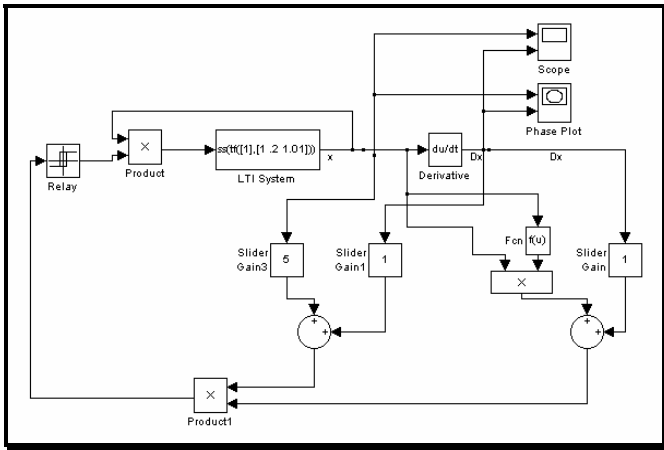 Scope
Phase Plot
×
Product
ss(tf([1],[1 .2 1.01]))
LTI System
x
du/dt
Derivative
Dx
Dx
Relay
Slider
Gain3
5
Slider
Gain1
1
Fcn
f(u)
×
Slider
Gain
1
+
+
+
+
×
Product1